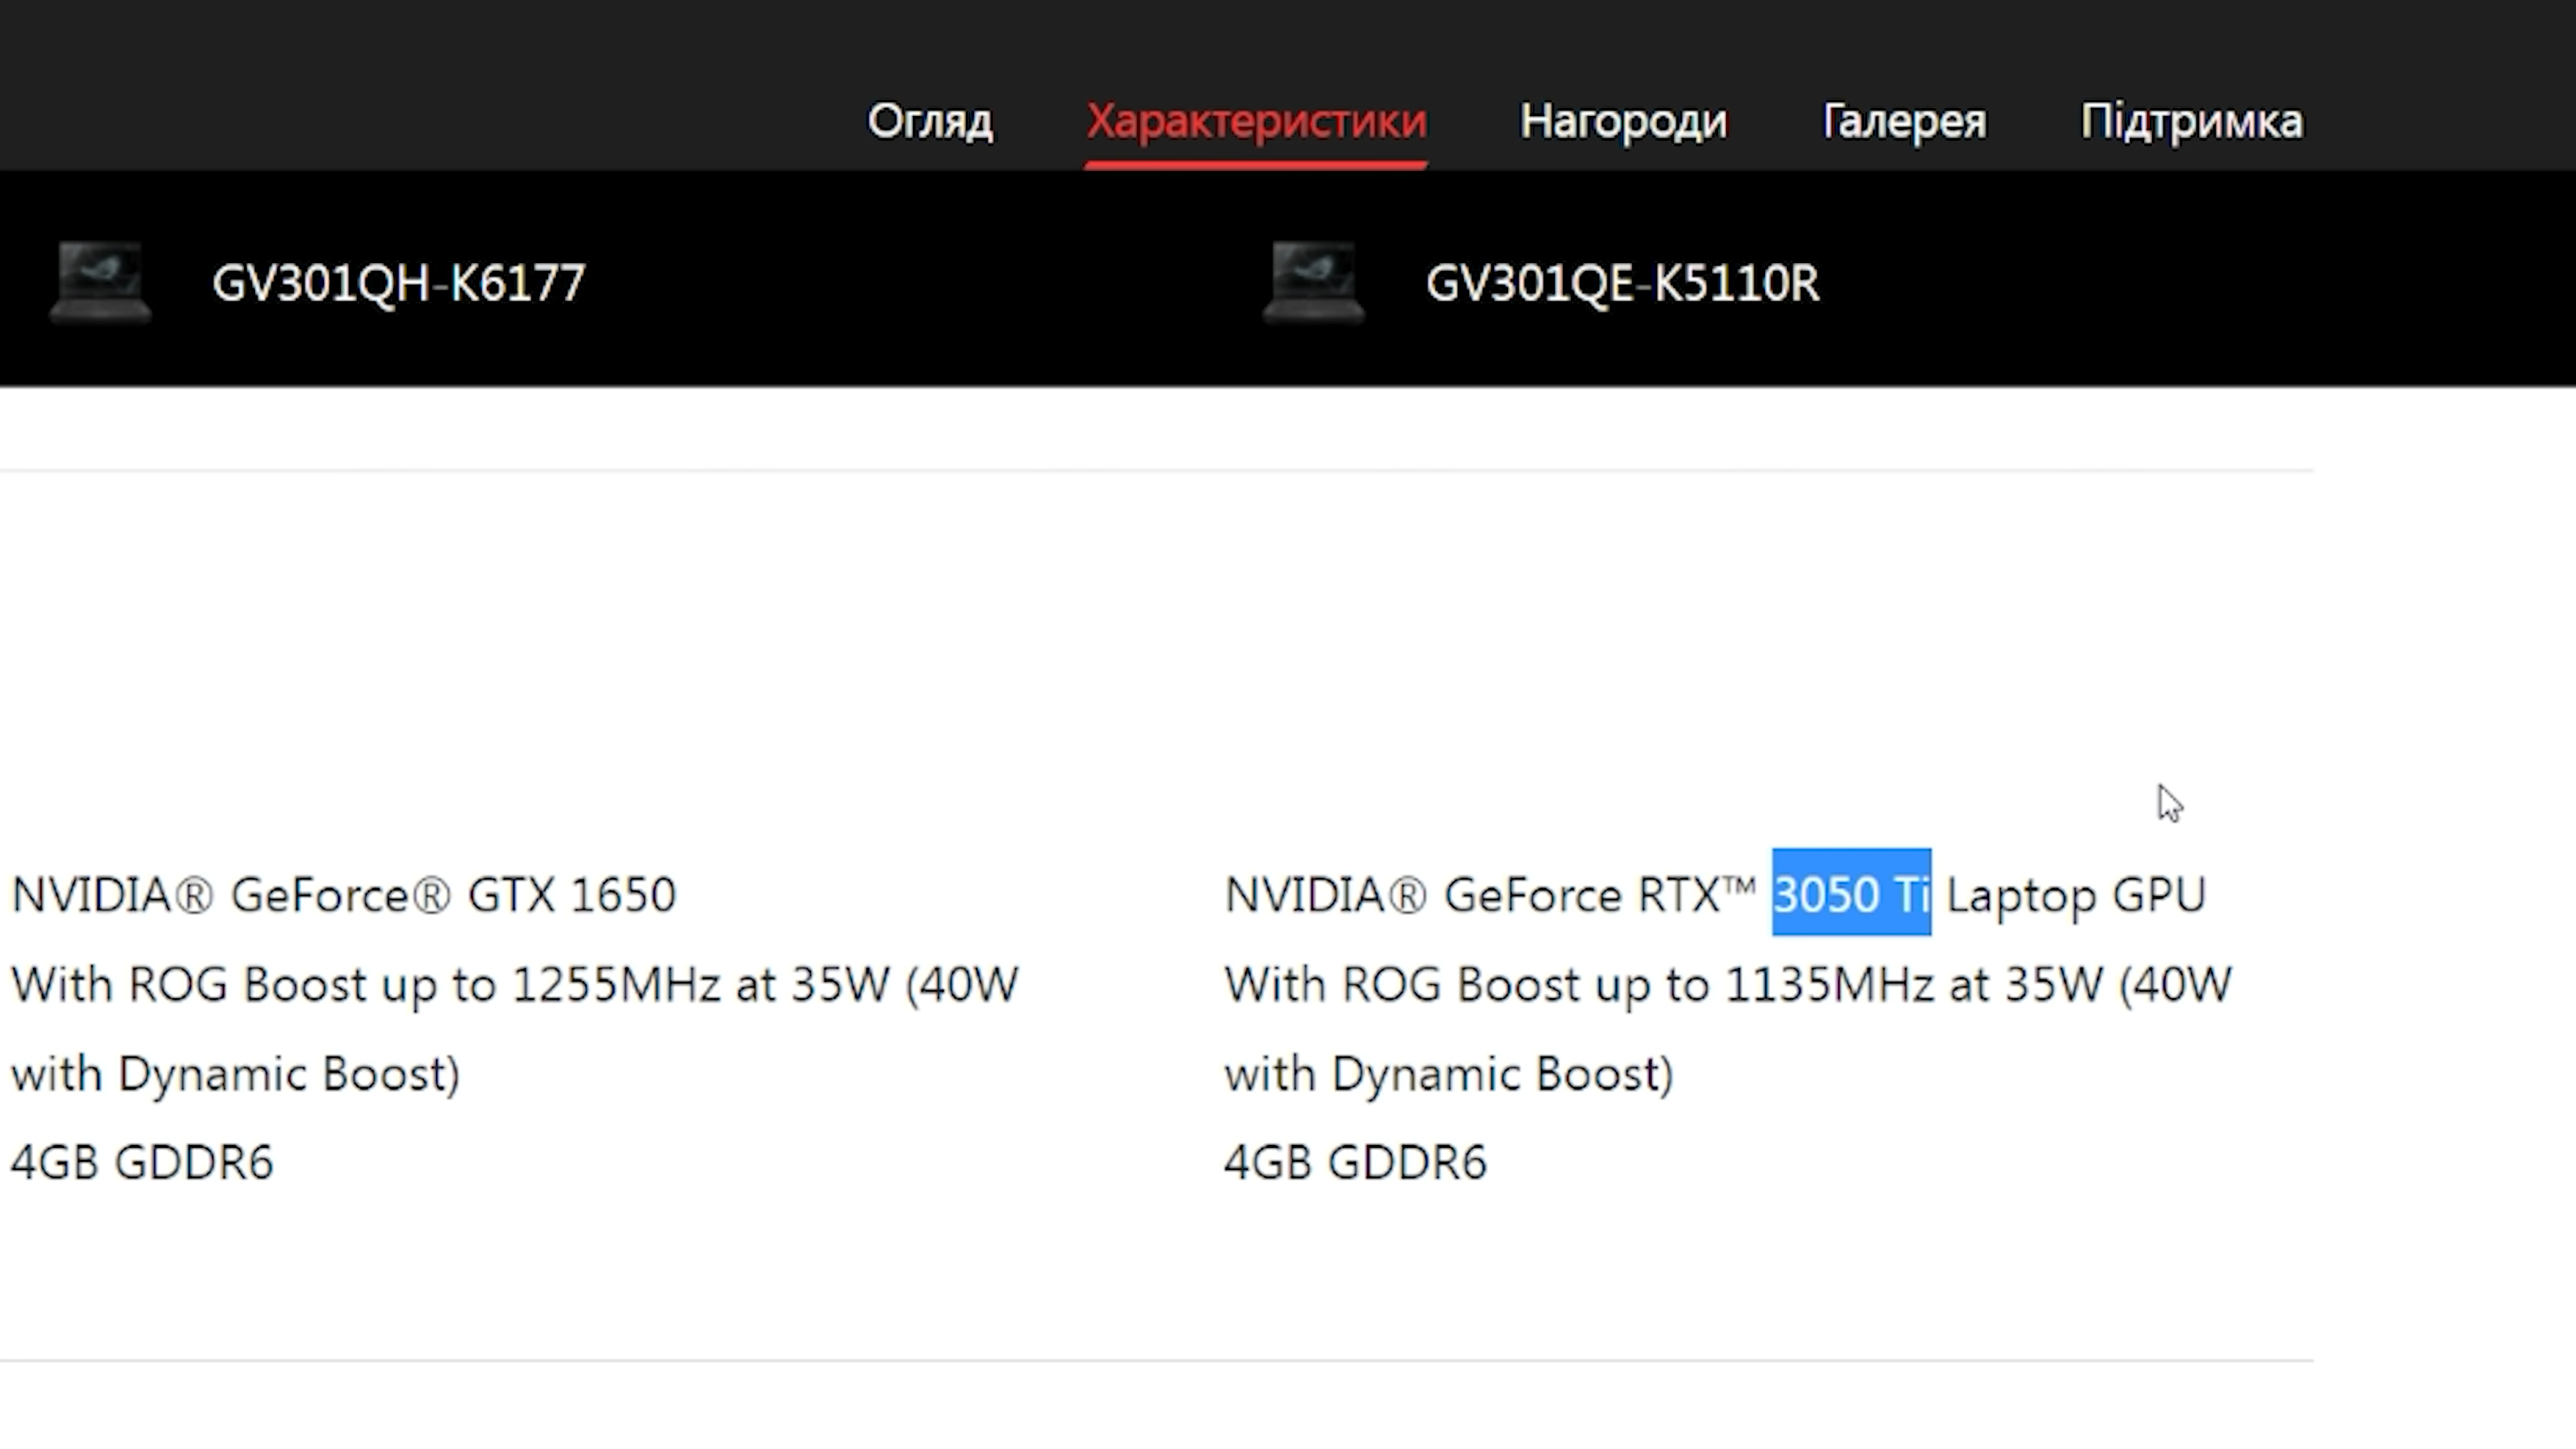 Огляд Характеристики Нагороди Галерея Підтримка
GV301QH-K6177
GV301QE-K5110R
NVIDIA® GeForce® GTX 1650
With ROG Boost up to 1255MHz at 35W (40W
with Dynamic Boost)
4GB GDDR6
NVIDIA® GeForce RTX™ 3050 Ti Laptop GPU
With ROG Boost up to 1135MHz at 35W (40W
with Dynamic Boost)
4GB GDDR6